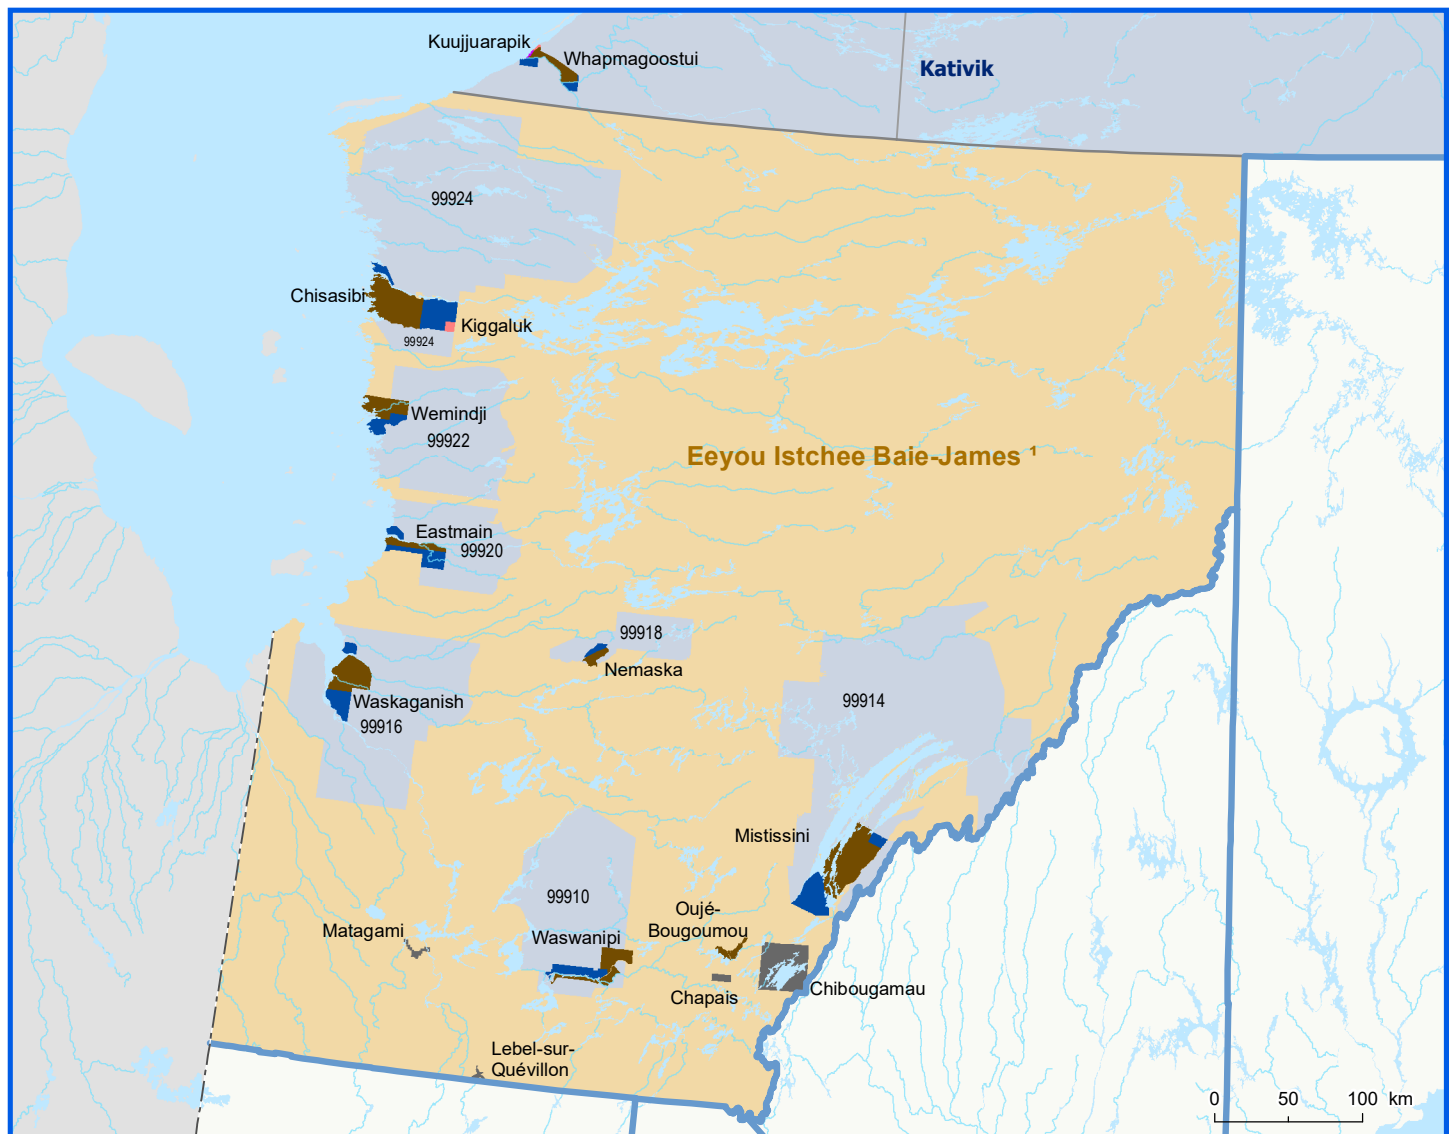 Kuujjuarapik
Whapmagoostui
Kativik
99924
Chisasibi
Kiggaluk
99924
Wemindji
99922
Eeyou Istchee Baie-James ¹
Eastmain
99920
99918
Nemaska
Waskaganish
99916
99914
Mistissini
99910
Oujé-
Bougoumou
Matagami
Waswanipi
Chapais
Chibougamau
Lebel-sur-
Quévillon
0 50 100 km